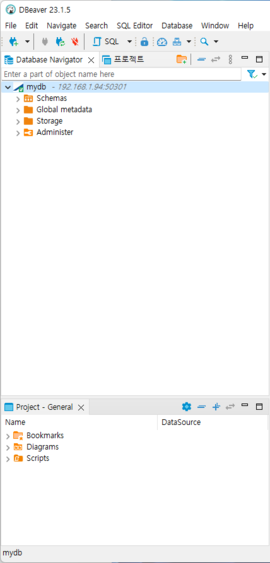 DBeaver 23.1.5
File Edit Navigate Search SQL Editor Database Window Help
SQL
Database Navigator 프로젝트
Enter a part of object name here
mydb - 192.168.1.94:50301
Schemas
Global metadata
Storage
Administer
Project - General
Name DataSource
Bookmarks
Diagrams
Scripts
mydb